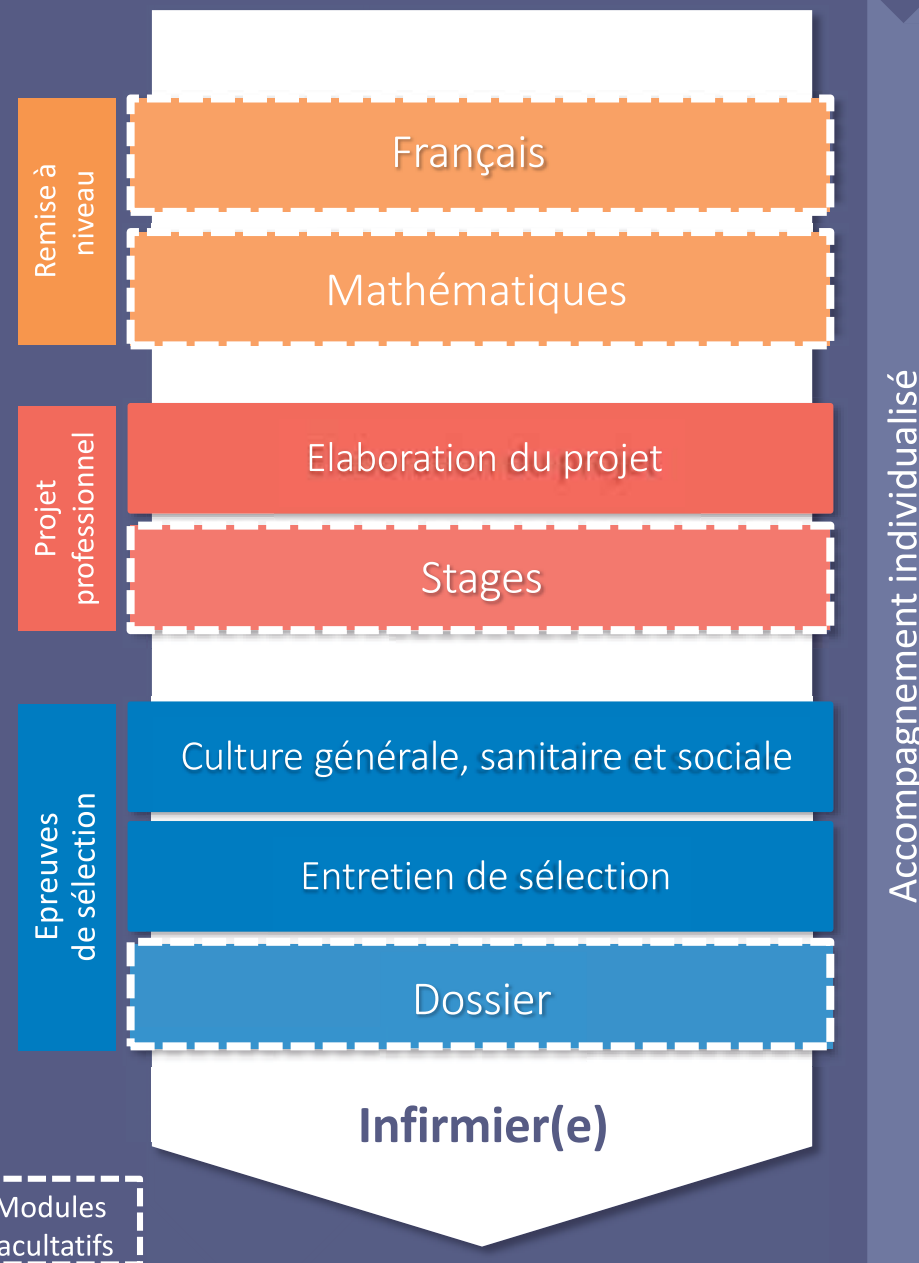 Remise à
niveau
Français
Mathématiques
Projet
professionnel
Elaboration du projet
Stages
Epreuves
de sélection
Culture générale, sanitaire et sociale
Entretien de sélection
Dossier
Infirmier(e)
Modules
acultatifs
Accompagnement individualisé